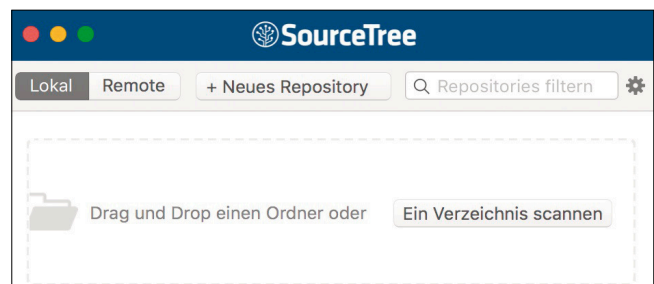 SourceTree
Lokal Remote + Neues Repository Repositories filtern
Drag und Drop einen Ordner oder Ein Verzeichnis scannen